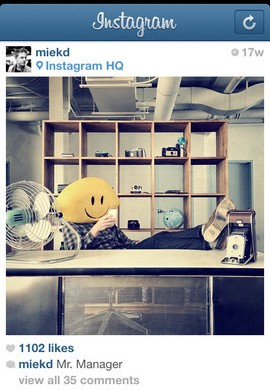 Instagram
miekd
17w
Instagram HQ
1102 likes
miekd Mr. Manager
view all 35 comments